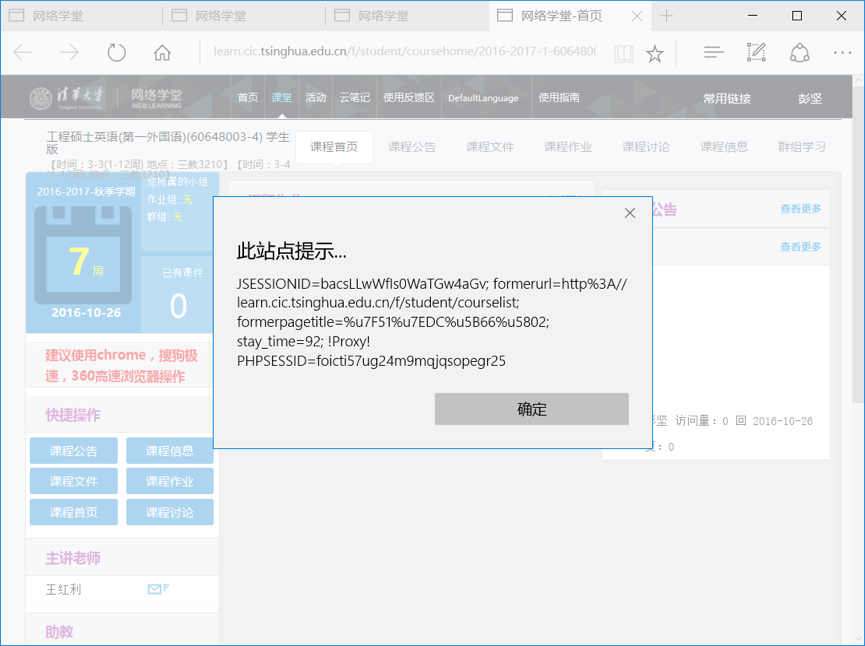 网络学堂
网络学堂
网络学堂
网络学堂-首页
learn.cic.tsinghua.edu.cn/f/student/coursehome/2016-2017-1-606480
清华大学
Tsinghua University
网络学堂
WEB LEARNING
首页
课堂
活动
云笔记
使用反馈区
DefaultLanguage
使用指南
常用链接
彭坚
工程硕士英语(第一外国语)(60648003-4) 学生
版
【时间：3-3(1-12周) 地点：三教3210】【时间：3-4
课程首页
课程公告
课程文件
课程作业
课程讨论
课程信息
群组学习
2016-2017-秋季学期
7周
2016-10-26
您所属的小组:
作业组:无
群组:无
已有课件
0
公告
查看更多
查看更多
此站点提示...
JSESSIONID=bacsLLwWfIs0WaTGw4aGv; formerurl=http%3A//
learn.cic.tsinghua.edu.cn/f/student/courselist;
formerpagetitle=%u7F51%u7EDC%u5B66%u5802;
stay_time=92; !Proxy!
PHPSESSID=foicti57ug24m9mqjqsopegr25
确定
坚 访问量：0 回 2016-10-26
：0
建议使用chrome，搜狗极
速，360高速浏览器操作
快捷操作
课程公告
课程信息
课程文件
课程作业
课程首页
课程讨论
主讲老师
王红利
助教